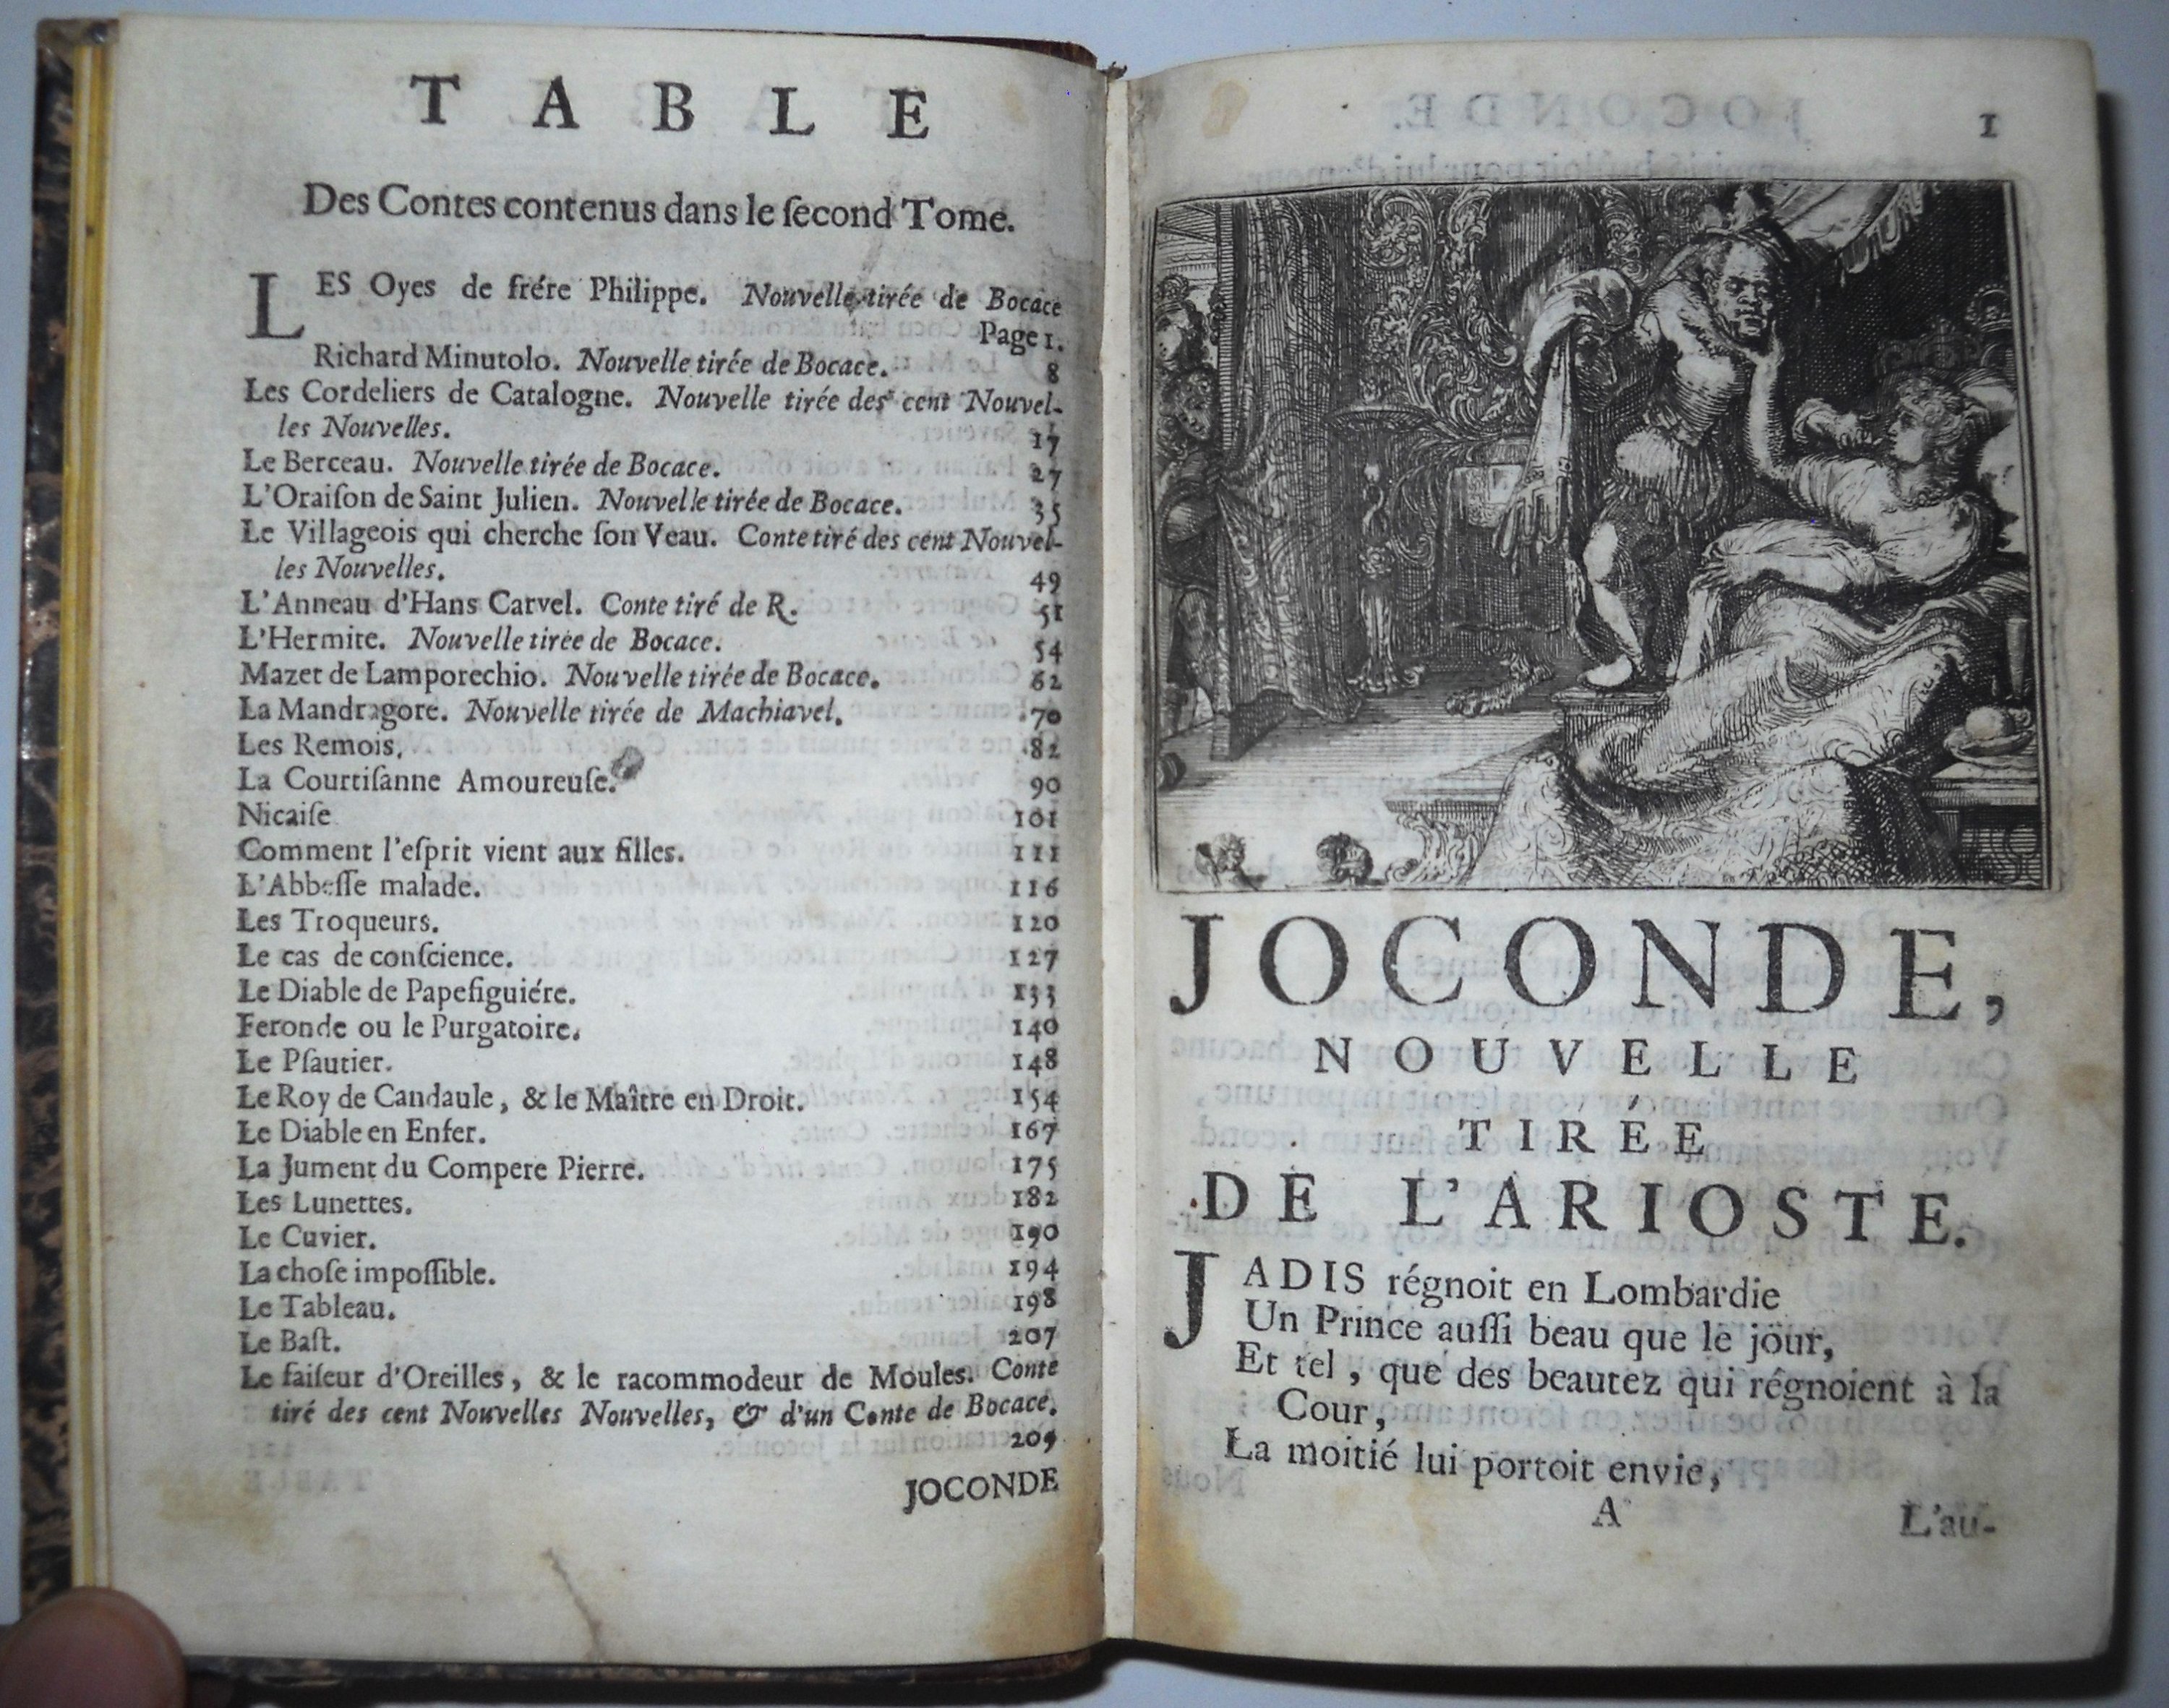 TABLE
Des Contes contenus dans le ſecond Tome.
LES Oyes de frére Philippe. Nouvelle tirée de Bocace
Page 1.
Richard Minutolo. Nouvelle tirée de Bocace. 8
Les Cordeliers de Catalogne. Nouvelle tirée des cent Nouvel-
les Nouvelles. 17
Le Berceau. Nouvelle tirée de Bocace. 27
L'Oraiſon de Saint Julien. Nouvelle tirée de Bocace. 35
Le Villageois qui cherche ſon Veau. Conte tiré des cent Nouvel-
les Nouvelles. 49
L'Anneau d'Hans Carvel. Conte tiré de R. 51
L'Hermite. Nouvelle tirée de Bocace. 54
Mazet de Lamporechio. Nouvelle tirée de Bocace. 62
La Mandragore. Nouvelle tirée de Machiavel. 70
Les Remois. 82
La Courtiſanne Amoureuſe. 90
Nicaiſe 101
Comment l'eſprit vient aux filles. 111
L'Abbeſſe malade. 116
Les Troqueurs. 120
Le cas de conſcience. 127
Le Diable de Papefiguiére. 133
Feronde ou le Purgatoire. 140
Le Pſautier. 148
Le Roy de Candaule, & le Maître en Droit. 154
Le Diable en Enfer. 167
La Jument du Compere Pierre. 175
Les Lunettes. 182
Le Cuvier. 190
La choſe impoſſible. 194
Le Tableau. 198
Le Baſt. 207
Le faiſeur d'Oreilles, & le racommodeur de Moules. Conte
tiré des cent Nouvelles Nouvelles, & d'un Conte de Bocace.
209
JOCONDE
1
JOCONDE,
NOUVELLE
TIRÉE
DE L'ARIOSTE.
JADIS régnoit en Lombardie
Un Prince auſſi beau que le jour,
Et tel, que des beautez qui régnoient à la
Cour,
La moitié lui portoit envie,
A L'au-